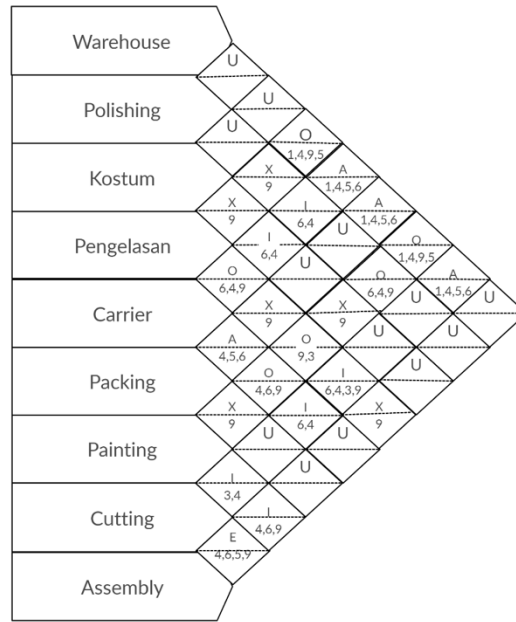 Warehouse
U
U
Polishing
U
O
1,4,9,5
X
A
Kostum
9
1,4,5,6
X
I
A
9
6,4
1,4,5,6
U
I
O
Pengelasan
6,4
1,4,9,5
U
O
O
A
6,4,9
6,4,9
1,4,5,6
U
U
X
X
Carrier
9
9
U
U
A
O
4,5,6
9,3
U
O
I
Packing
4,6,9
6,4,3,9
X
I
X
9
6,4
9
U
U
Painting
U
I
3,4
I
Cutting
4,6,9
E
4,6,5,9
Assembly